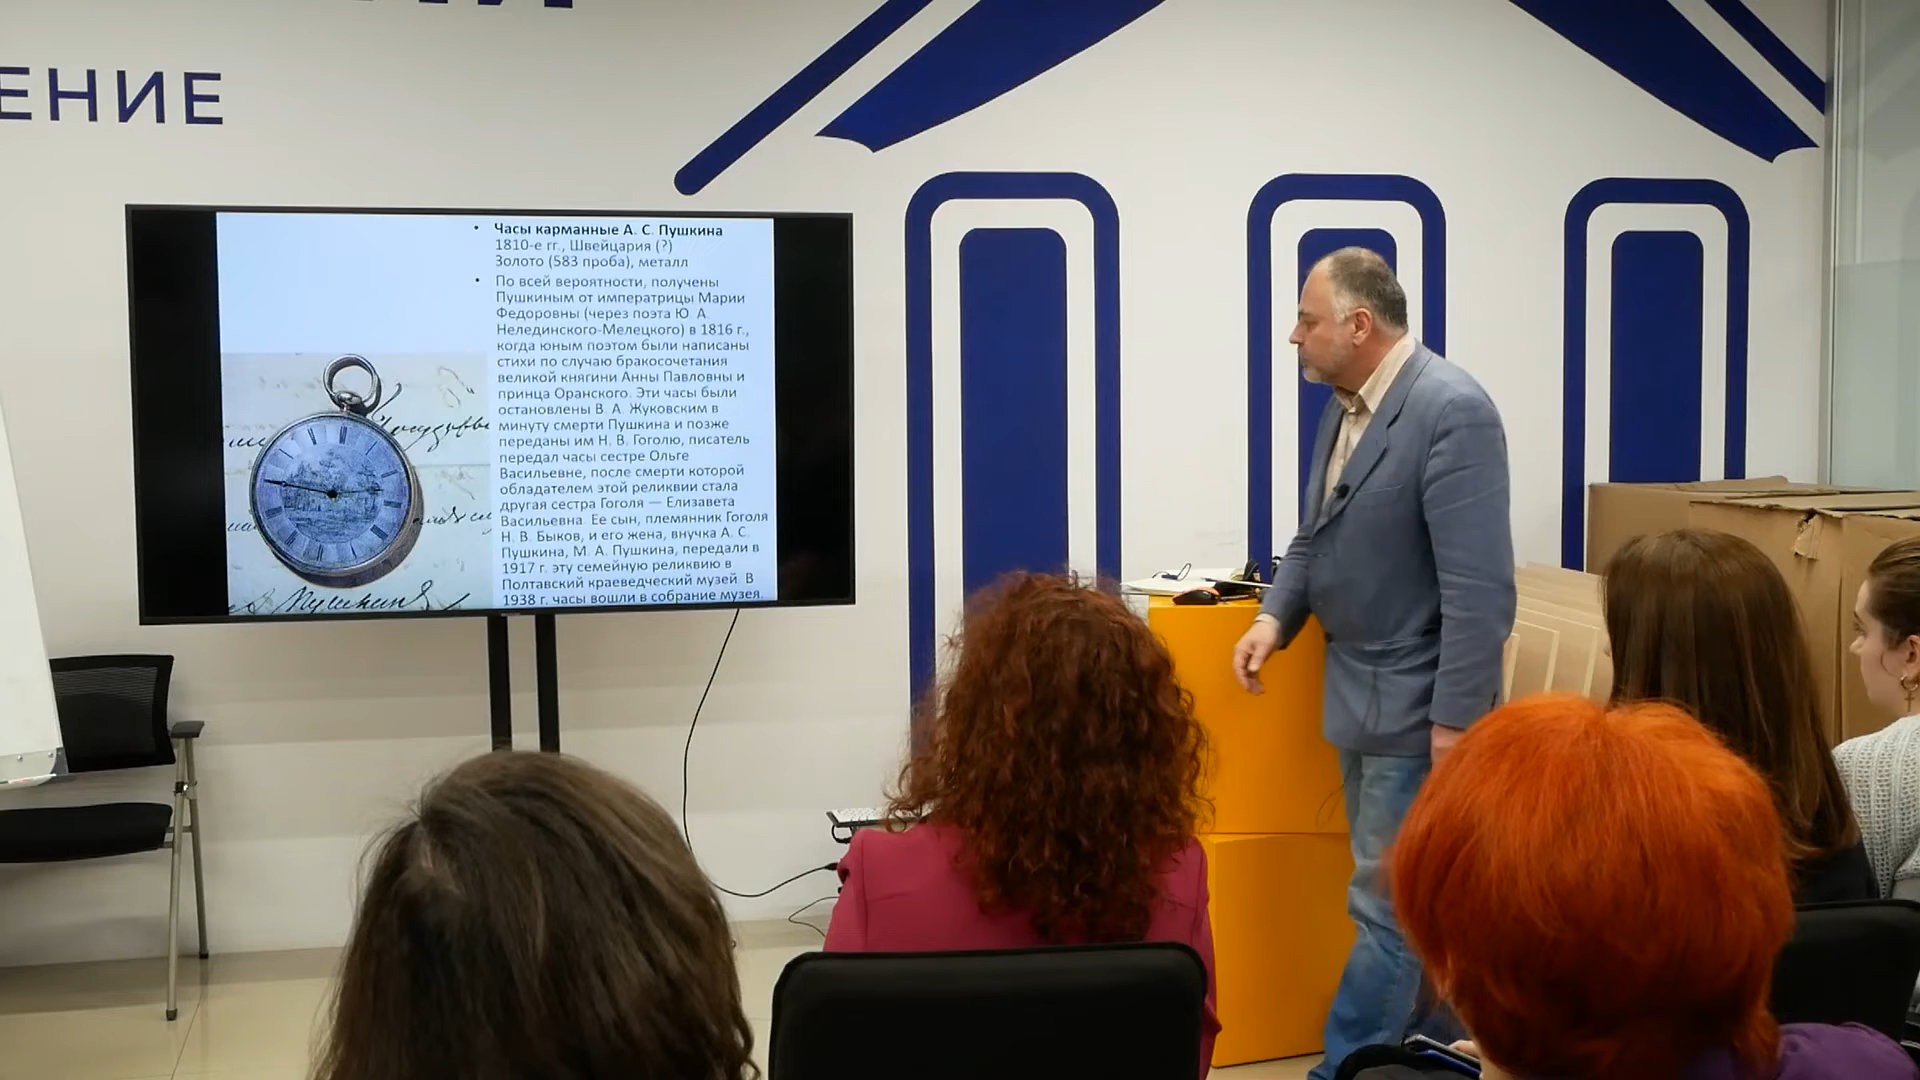 ЕНИЕ
• Часы карманные А. С. Пушкина
1810-е гг., Швейцария (?)
Золото (583 проба), металл
• По всей вероятности, получены
Пушкиным от императрицы Марии
Федоровны (через поэта Ю. А.
Нелединского-Мелецкого) в 1816 г.,
когда юным поэтом были написаны
стихи по случаю бракосочетания
великой княгини Анны Павловны и
принца Оранского. Эти часы были
остановлены В. А. Жуковским в
минуту смерти Пушкина и позже
переданы им Н. В. Гоголю, писатель
передал часы сестре Ольге
Васильевне, после смерти которой
обладателем этой реликвии стала
другая сестра Гоголя — Елизавета
Васильевна. Ее сын, племянник Гоголя
Н. В. Быков, и его жена, внучка А. С.
Пушкина, М. А. Пушкина, передали в
1917 г. эту семейную реликвию в
Полтавский краеведческий музей. В
1938 г. часы вошли в собрание музея.